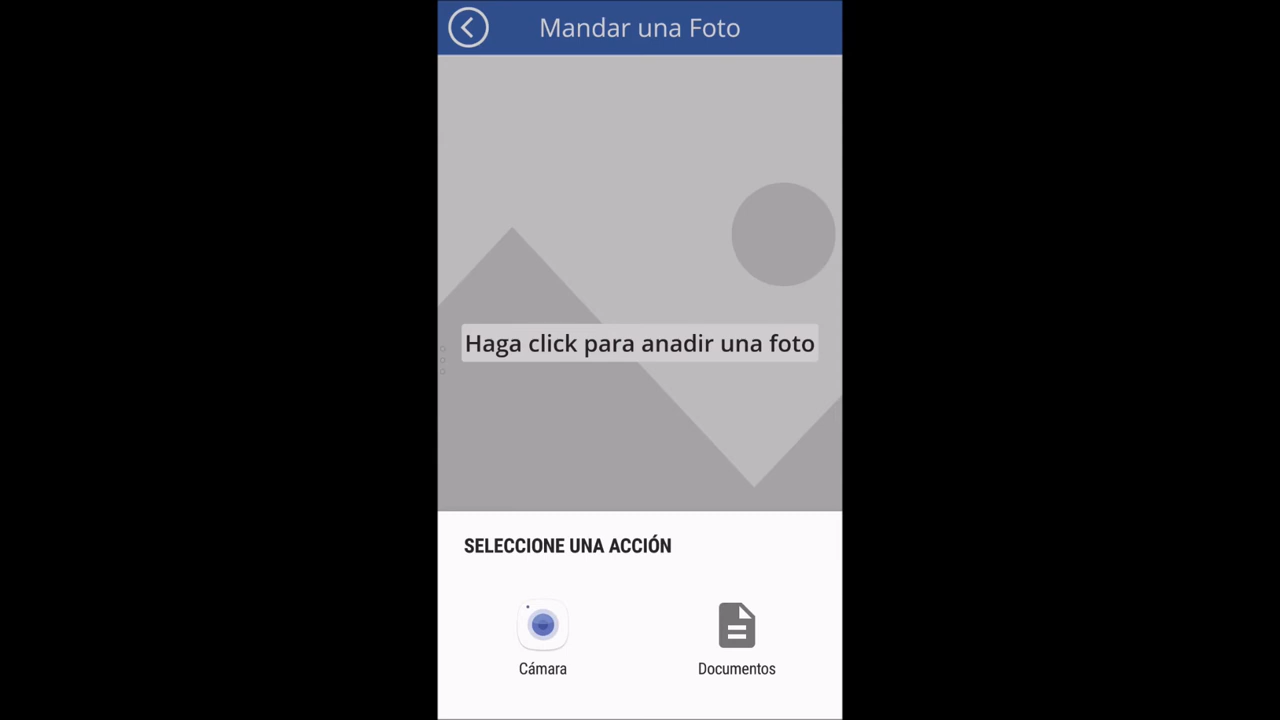 Mandar una Foto
Haga click para anadir una foto
SELECCIONE UNA ACCIÓN
Cámara
Documentos